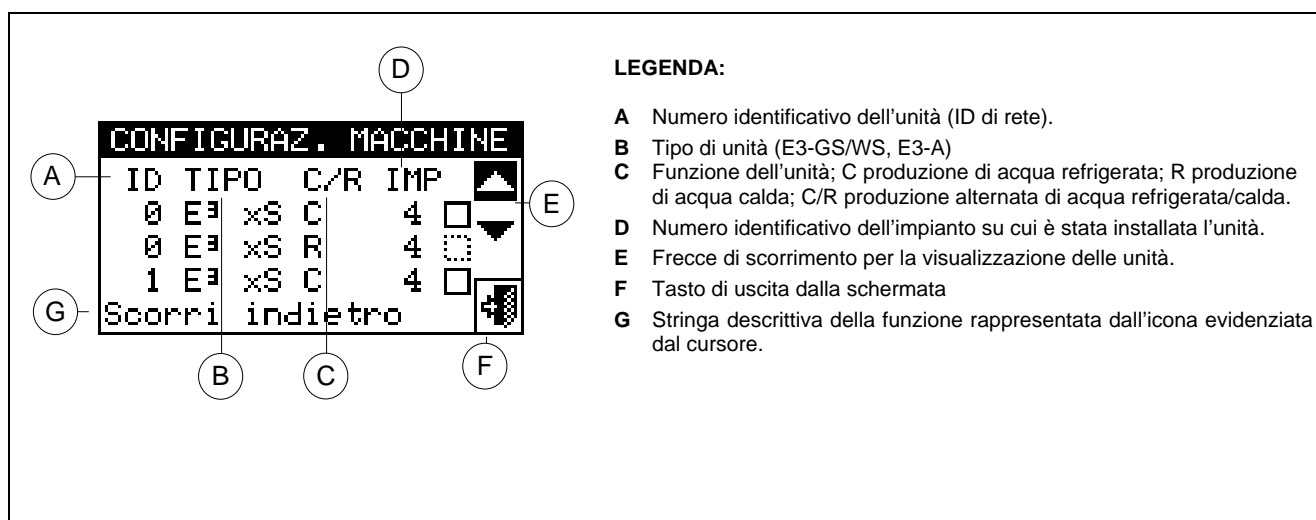 D
CONFIGURAZ. MACCHINE
A
ID TIPO C/R IMP
E
0 E³ xS C 4
0 E³ xS R 4
1 E³ xS C 4
G
Scorri indietro
B
C
F
LEGENDA:
A Numero identificativo dell'unità (ID di rete).
B Tipo di unità (E3-GS/WS, E3-A)
C Funzione dell'unità; C produzione di acqua refrigerata; R produzione
di acqua calda; C/R produzione alternata di acqua refrigerata/calda.
D Numero identificativo dell'impianto su cui è stata installata l'unità.
E Frecce di scorrimento per la visualizzazione delle unità.
F Tasto di uscita dalla schermata
G Stringa descrittiva della funzione rappresentata dall'icona evidenziata
dal cursore.